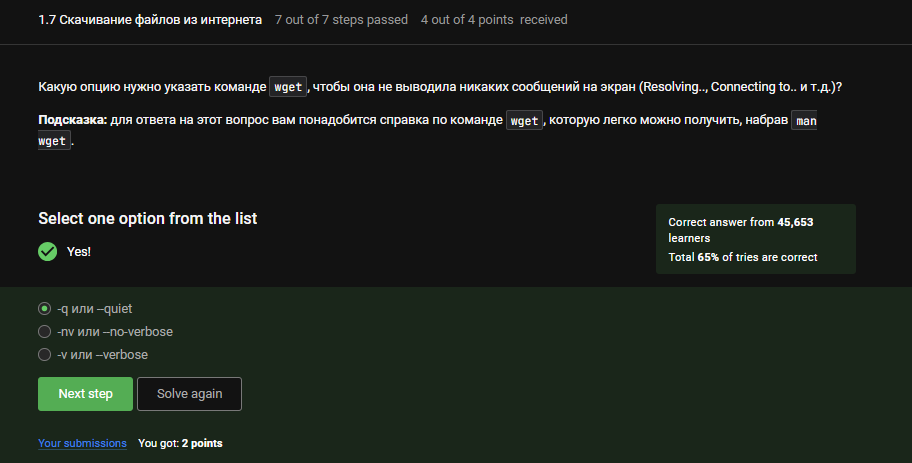 1.7 Скачивание файлов из интернета 7 out of 7 steps passed 4 out of 4 points received
Какую опцию нужно указать команде wget, чтобы она не выводила никаких сообщений на экран (Resolving.., Connecting to.. и т.д.)?
Подсказка: для ответа на этот вопрос вам понадобится справка по команде wget, которую легко можно получить, набрав man
wget.
Select one option from the list
Yes!
Correct answer from 45,653
learners
Total 65% of tries are correct
-q или --quiet
-nv или --no-verbose
-v или --verbose
Next step Solve again
Your submissions You got: 2 points